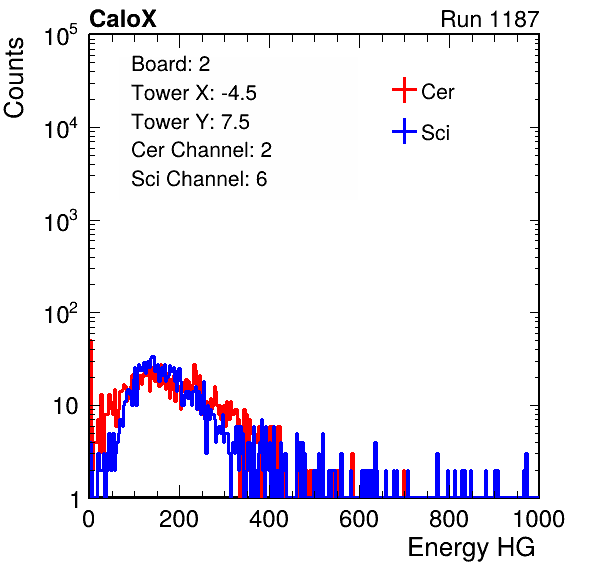 CaloX Run 1187
Counts
10^5
10^4
10^3
10^2
10
1
Board: 2
Tower X: -4.5
Tower Y: 7.5
Cer Channel: 2
Sci Channel: 6
Cer
Sci
0 200 400 600 800 1000
Energy HG